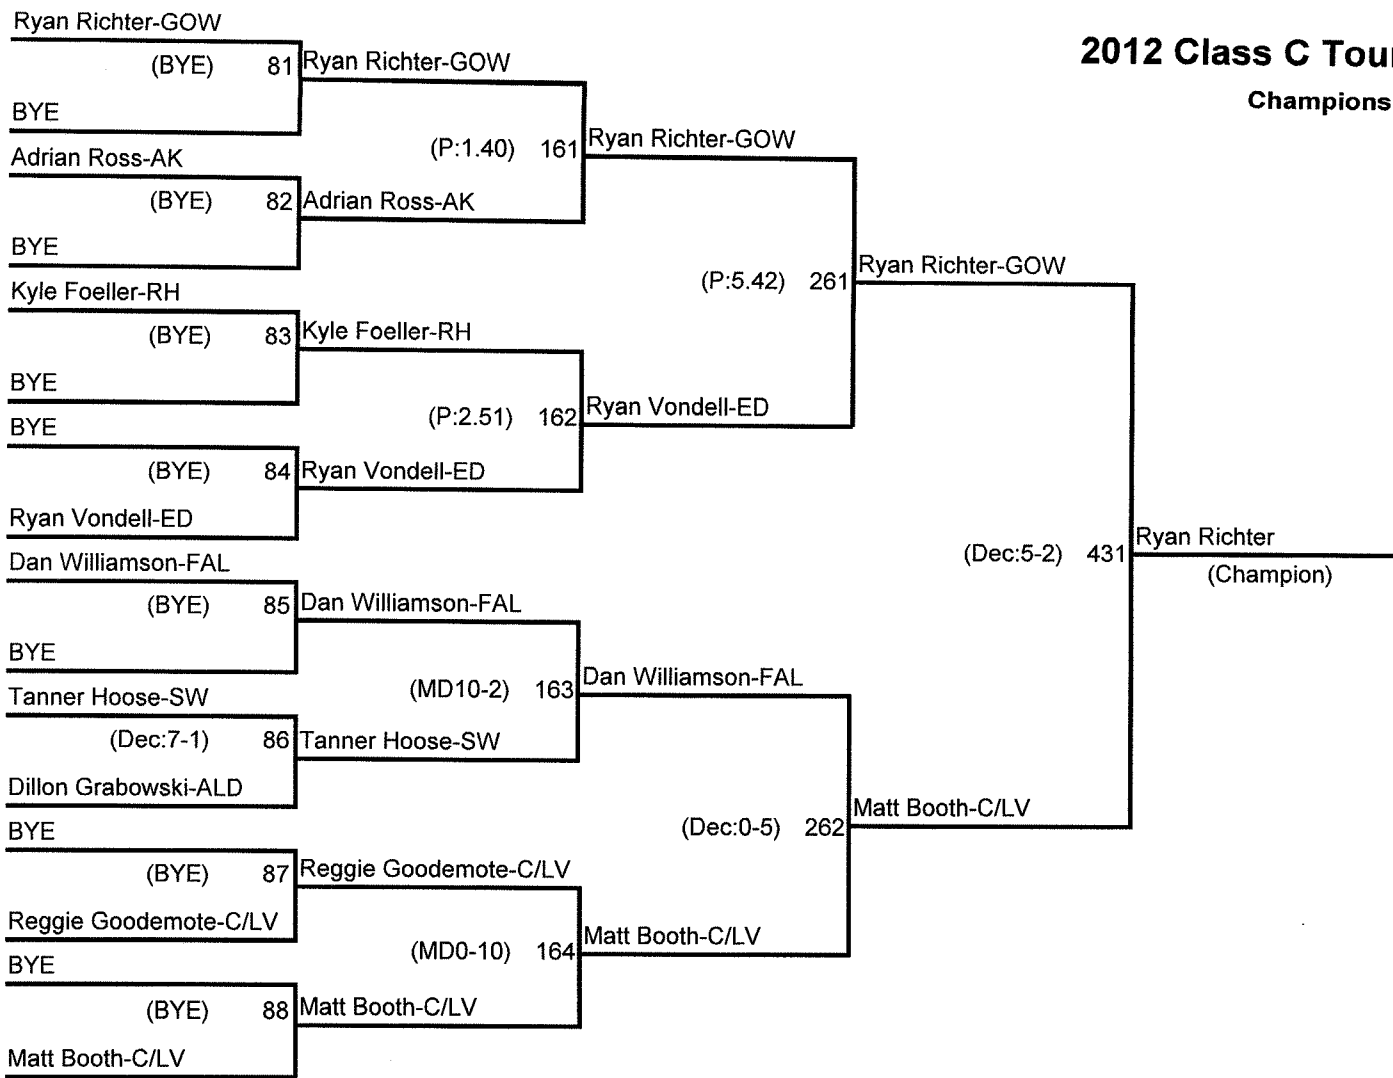 2012 Class C Tour
Champions
Ryan Richter-GOW
(BYE) 81
BYE
Ryan Richter-GOW
Adrian Ross-AK
(BYE) 82
BYE
Adrian Ross-AK
(P:1.40) 161
Ryan Richter-GOW
Kyle Foeller-RH
(BYE) 83
BYE
Kyle Foeller-RH
BYE
(BYE) 84
Ryan Vondell-ED
Ryan Vondell-ED
(P:2.51) 162
Ryan Vondell-ED
(P:5.42) 261
Ryan Richter-GOW
Dan Williamson-FAL
(BYE) 85
BYE
Dan Williamson-FAL
Tanner Hoose-SW
(Dec:7-1) 86
Dillon Grabowski-ALD
Tanner Hoose-SW
(MD10-2) 163
Dan Williamson-FAL
BYE
(BYE) 87
Reggie Goodemote-C/LV
Reggie Goodemote-C/LV
BYE
(BYE) 88
Matt Booth-C/LV
Matt Booth-C/LV
(MD0-10) 164
Matt Booth-C/LV
(Dec:0-5) 262
Matt Booth-C/LV
(Dec:5-2) 431
Ryan Richter
(Champion)